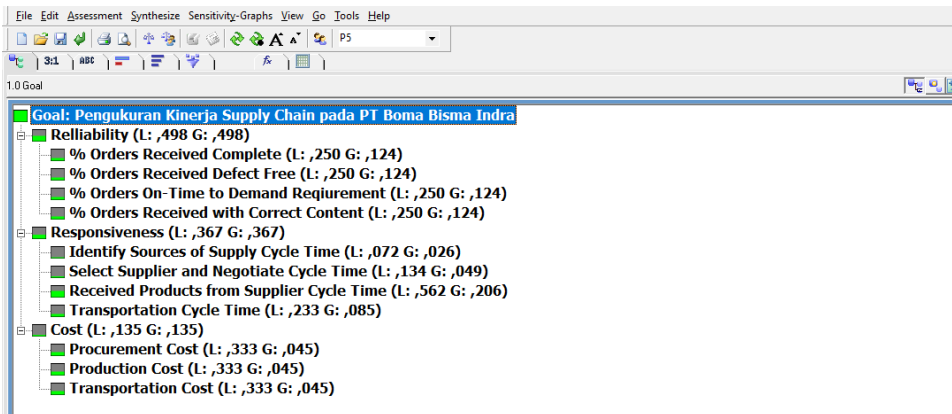 File Edit Assessment Synthesize Sensitivity-Graphs View Go Tools Help
P5
3:1 ABC fx
1.0 Goal
Goal: Pengukuran Kinerja Supply Chain pada PT Boma Bisma Indra
Relliability (L: ,498 G: ,498)
% Orders Received Complete (L: ,250 G: ,124)
% Orders Received Defect Free (L: ,250 G: ,124)
% Orders On-Time to Demand Reqiurement (L: ,250 G: ,124)
% Orders Received with Correct Content (L: ,250 G: ,124)
Responsiveness (L: ,367 G: ,367)
Identify Sources of Supply Cycle Time (L: ,072 G: ,026)
Select Supplier and Negotiate Cycle Time (L: ,134 G: ,049)
Received Products from Supplier Cycle Time (L: ,562 G: ,206)
Transportation Cycle Time (L: ,233 G: ,085)
Cost (L: ,135 G: ,135)
Procurement Cost (L: ,333 G: ,045)
Production Cost (L: ,333 G: ,045)
Transportation Cost (L: ,333 G: ,045)